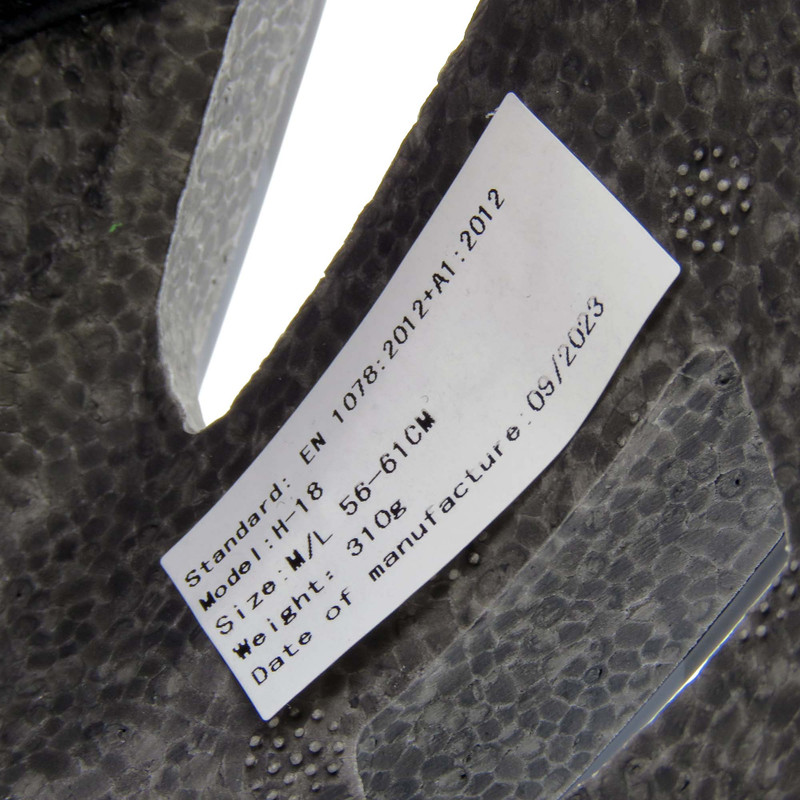 Standard: EN 1078:2012+A1:2012
Model:H-18
Size:M/L 56-61CM
Weight: 310g
Date of manufacture:09/2023